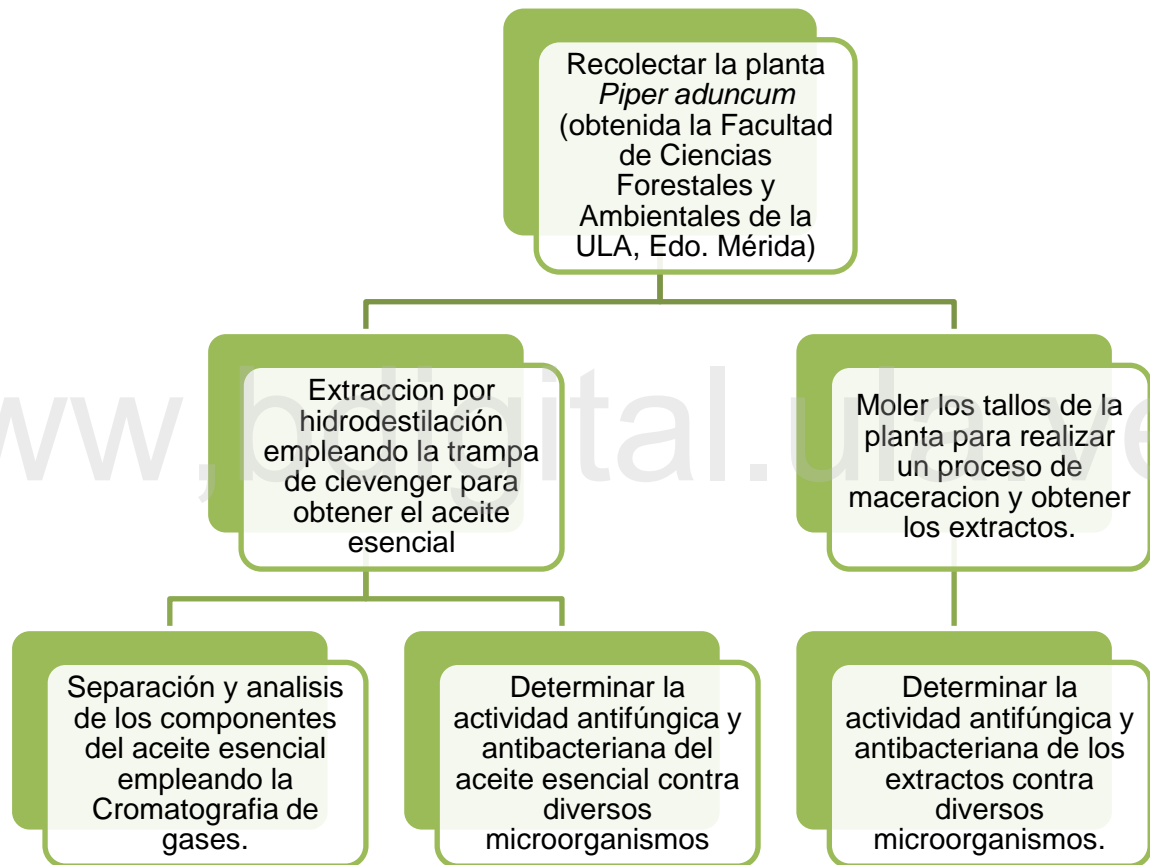 Recolectar la planta
Piper aduncum
(obtenida la Facultad
de Ciencias
Forestales y
Ambientales de la
ULA, Edo. Mérida)
Extraccion por
hidrodestilación
empleando la trampa
de clevenger para
obtener el aceite
esencial
Moler los tallos de la
planta para realizar
un proceso de
maceracion y obtener
los extractos.
ww,bdigital.ula.ve
Separación y analisis
de los componentes
del aceite esencial
empleando la
Cromatografia de
gases.
Determinar la
actividad antifúngica y
antibacteriana del
aceite esencial contra
diversos
microorganismos
Determinar la
actividad antifúngica y
antibacteriana de los
extractos contra
diversos
microorganismos.